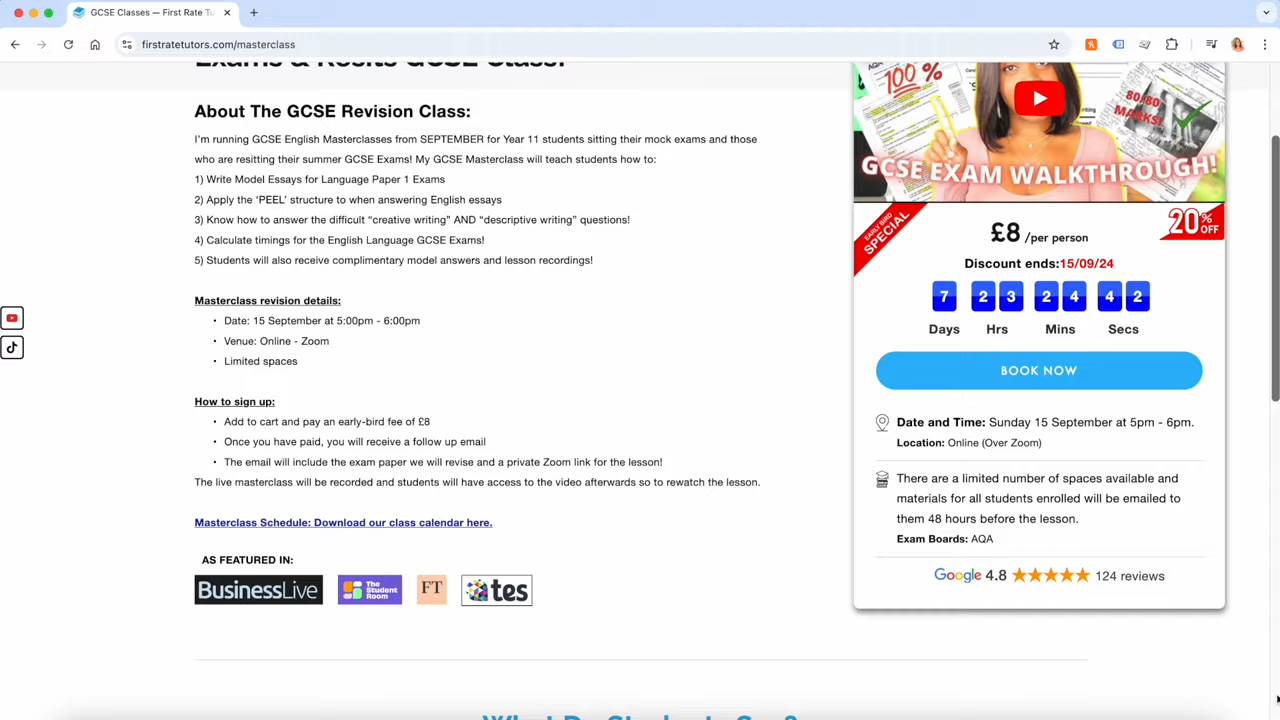 GCSE Classes — First Rate Tu
firstratetutors.com/masterclass
Exams & Resits GCSE Class!
About The GCSE Revision Class:
I'm running GCSE English Masterclasses from SEPTEMBER for Year 11 students sitting their mock exams and those
who are resitting their summer GCSE Exams! My GCSE Masterclass will teach students how to:
1) Write Model Essays for Language Paper 1 Exams
2) Apply the 'PEEL' structure to when answering English essays
3) Know how to answer the difficult “creative writing” AND “descriptive writing” questions!
4) Calculate timings for the English Language GCSE Exams!
5) Students will also receive complimentary model answers and lesson recordings!
Masterclass revision details:
• Date: 15 September at 5:00pm - 6:00pm
• Venue: Online - Zoom
• Limited spaces
How to sign up:
• Add to cart and pay an early-bird fee of £8
• Once you have paid, you will receive a follow up email
• The email will include the exam paper we will revise and a private Zoom link for the lesson!
The live masterclass will be recorded and students will have access to the video afterwards so to rewatch the lesson.
Masterclass Schedule: Download our class calendar here.
AS FEATURED IN:
BusinessLive
The Student Room
FT
tes
AQA
100%
80/80 MARKS!
GCSE EXAM WALKTHROUGH!
EARLY BIRD SPECIAL
20% OFF
£8 /per person
Discount ends:15/09/24
7 2 3 2 4 4 2
Days Hrs Mins Secs
BOOK NOW
Date and Time: Sunday 15 September at 5pm - 6pm.
Location: Online (Over Zoom)
There are a limited number of spaces available and
materials for all students enrolled will be emailed to
them 48 hours before the lesson.
Exam Boards: AQA
Google 4.8 124 reviews
What Do Students Say?